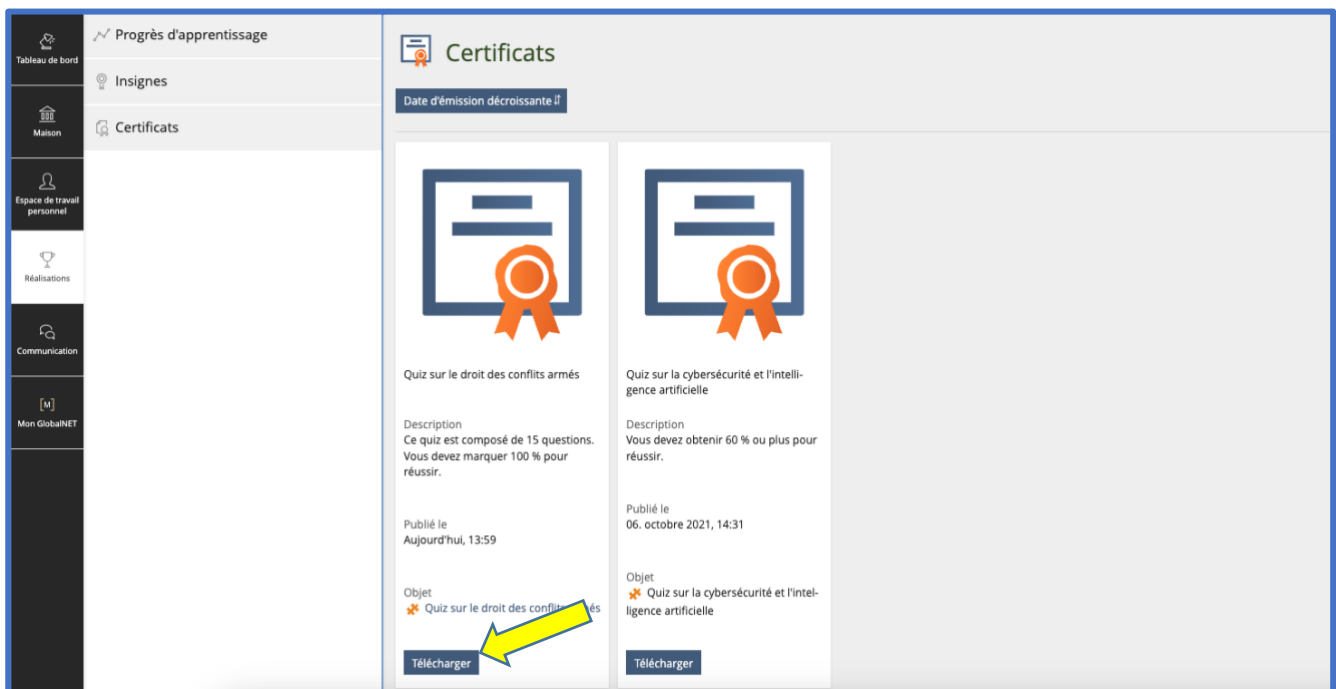 Tableau de bord
Maison
Espace de travail
personnel
Réalisations
Communication
[M]
Mon GlobalNET
Progrès d'apprentissage
Insignes
Certificats
Certificats
Date d'émission décroissante
Quiz sur le droit des conflits armés
Description
Ce quiz est composé de 15 questions.
Vous devez marquer 100 % pour
réussir.
Publié le
Aujourd'hui, 13:59
Objet
Quiz sur le droit des
Télécharger
Quiz sur la cybersécurité et l'intelli-
gence artificielle
Description
Vous devez obtenir 60 % ou plus pour
réussir.
Publié le
06. octobre 2021, 14:31
Objet
Quiz sur la cybersécurité et l'intel-
ligence artificielle
Télécharger